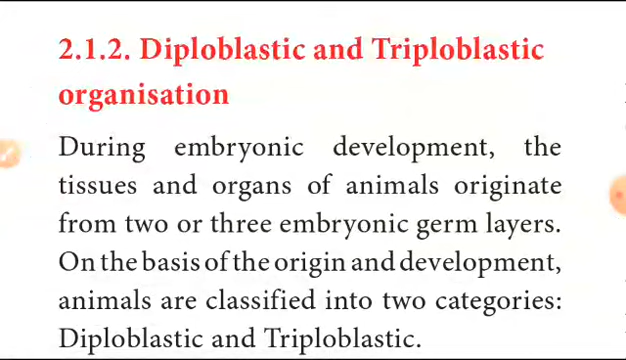 2.1.2. Diploblastic and Triploblastic
organisation
During embryonic development, the
tissues and organs of animals originate
from two or three embryonic germ layers.
On the basis of the origin and development,
animals are classified into two categories:
Diploblastic and Triploblastic.